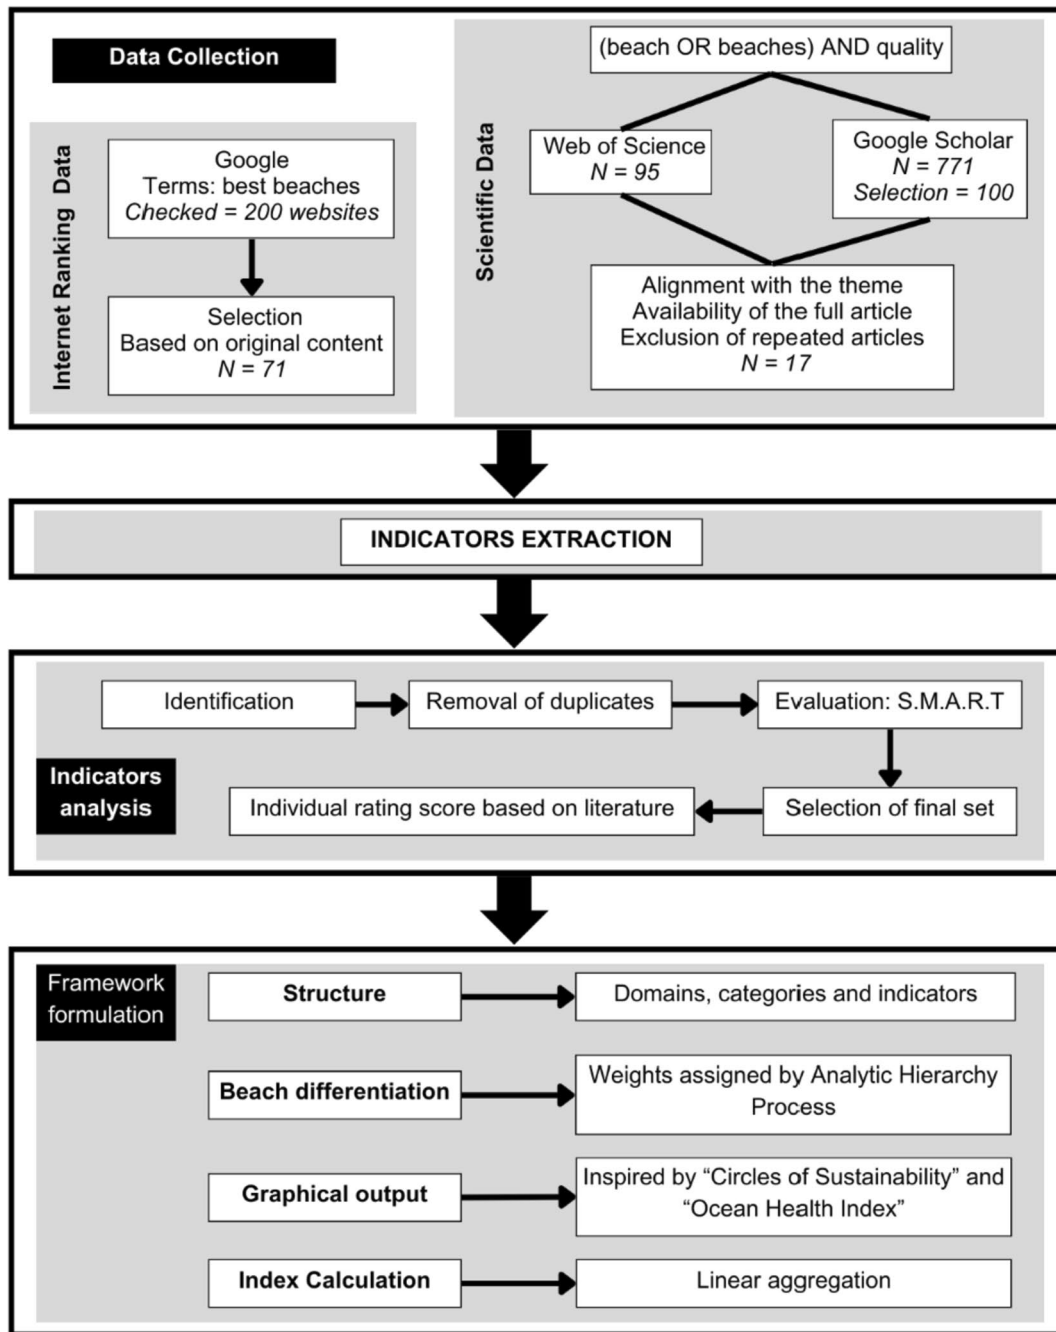 Data Collection
Internet Ranking Data
Google
Terms: best beaches
Checked = 200 websites
Selection
Based on original content
N = 71
Scientific Data
(beach OR beaches) AND quality
Web of Science
N = 95
Google Scholar
N = 771
Selection = 100
Alignment with the theme
Availability of the full article
Exclusion of repeated articles
N = 17
INDICATORS EXTRACTION
Indicators
analysis
Identification
Removal of duplicates
Evaluation: S.M.A.R.T
Selection of final set
Individual rating score based on literature
Framework
formulation
Structure
Domains, categories and indicators
Beach differentiation
Weights assigned by Analytic Hierarchy
Process
Graphical output
Inspired by “Circles of Sustainability” and
“Ocean Health Index”
Index Calculation
Linear aggregation